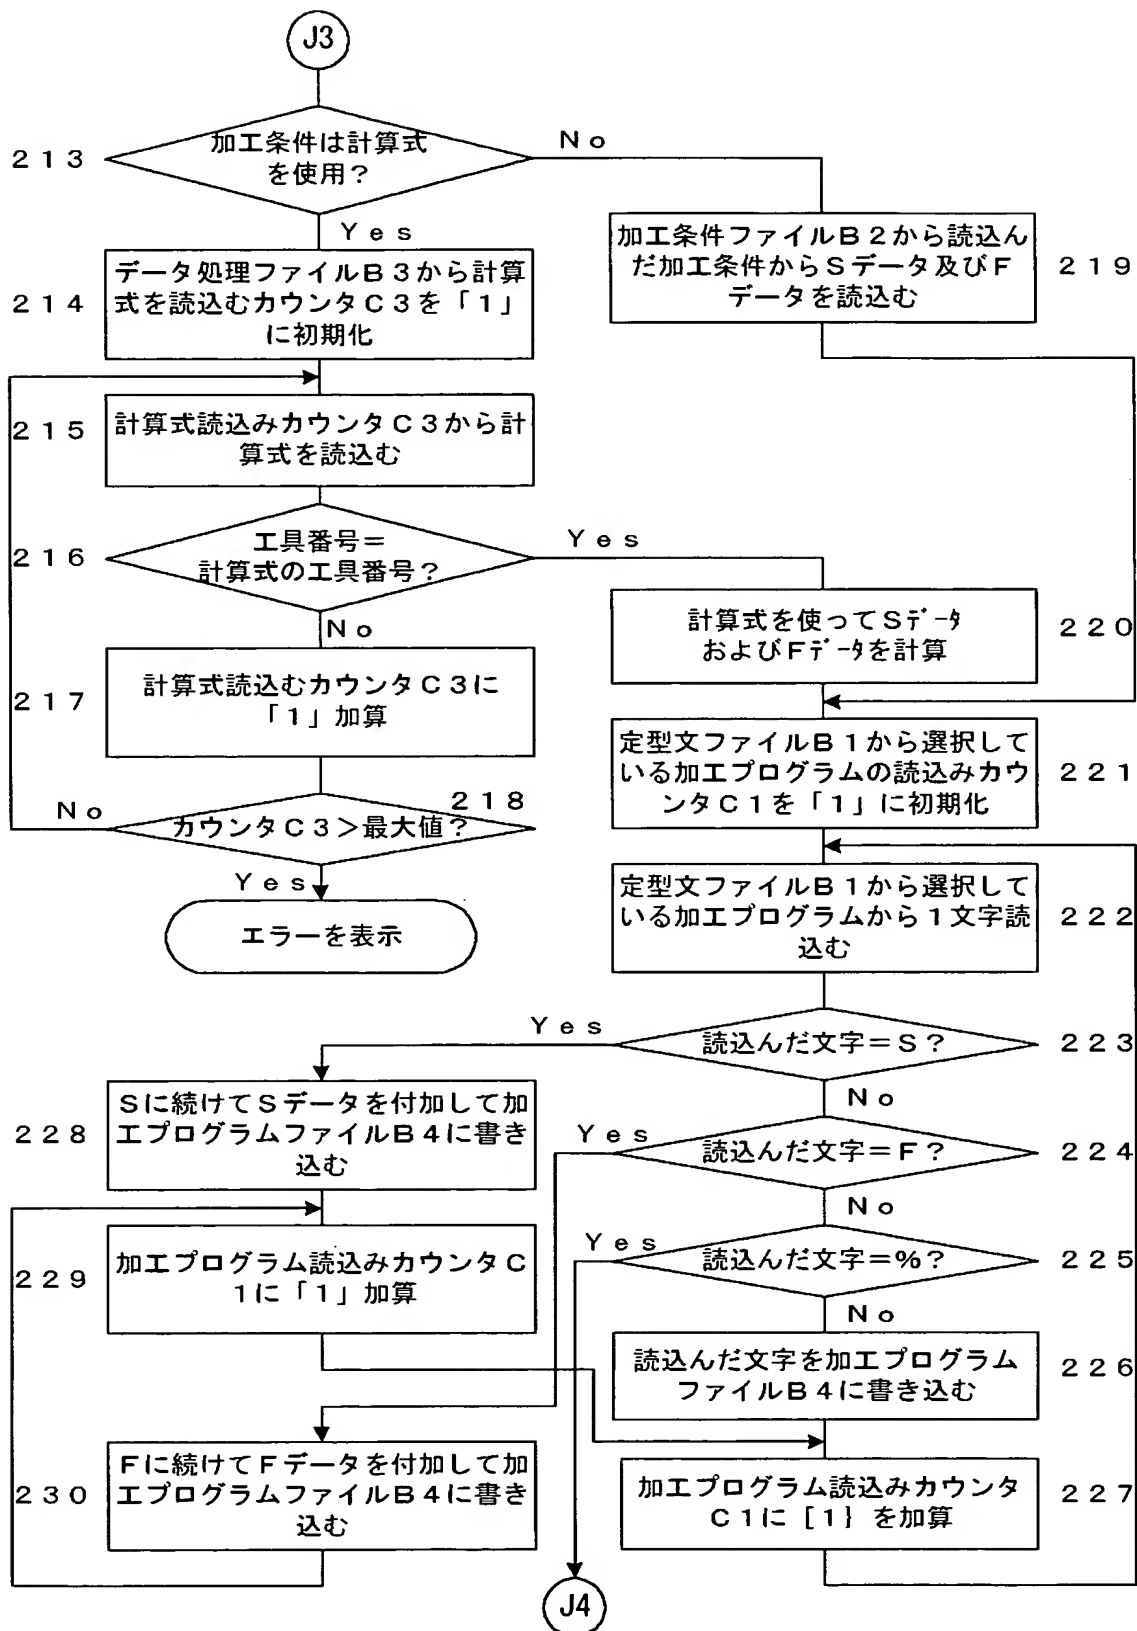 J3
加工条件は計算式
を使用?
213
No
Yes
データ処理ファイルB3から計算
式を読込むカウンタC3を「1」
に初期化
214
加工条件ファイルB2から読込ん
だ加工条件からSデータ及びF
データを読込む
219
計算式読込みカウンタC3から計
算式を読込む
215
工具番号=
計算式の工具番号?
216
Yes
No
計算式を使ってSデータ
およびFデータを計算
220
計算式読込むカウンタC3に
「1」加算
217
定型文ファイルB1から選択して
いる加工プログラムの読込みカウ
ンタC1を「1」に初期化
221
218
No
カウンタC3>最大値?
Yes
エラーを表示
定型文ファイルB1から選択して
いる加工プログラムから1文字読
込む
222
Yes
読込んだ文字=S?
223
No
Sに続けてSデータを付加して加
工プログラムファイルB4に書き
込む
228
Yes
読込んだ文字=F?
224
No
加工プログラム読込みカウンタC
1に「1」加算
229
Yes
読込んだ文字=%?
225
No
読込んだ文字を加工プログラム
ファイルB4に書き込む
226
Fに続けてFデータを付加して加
工プログラムファイルB4に書き
込む
230
加工プログラム読込みカウンタ
C1に[1}を加算
227
J4